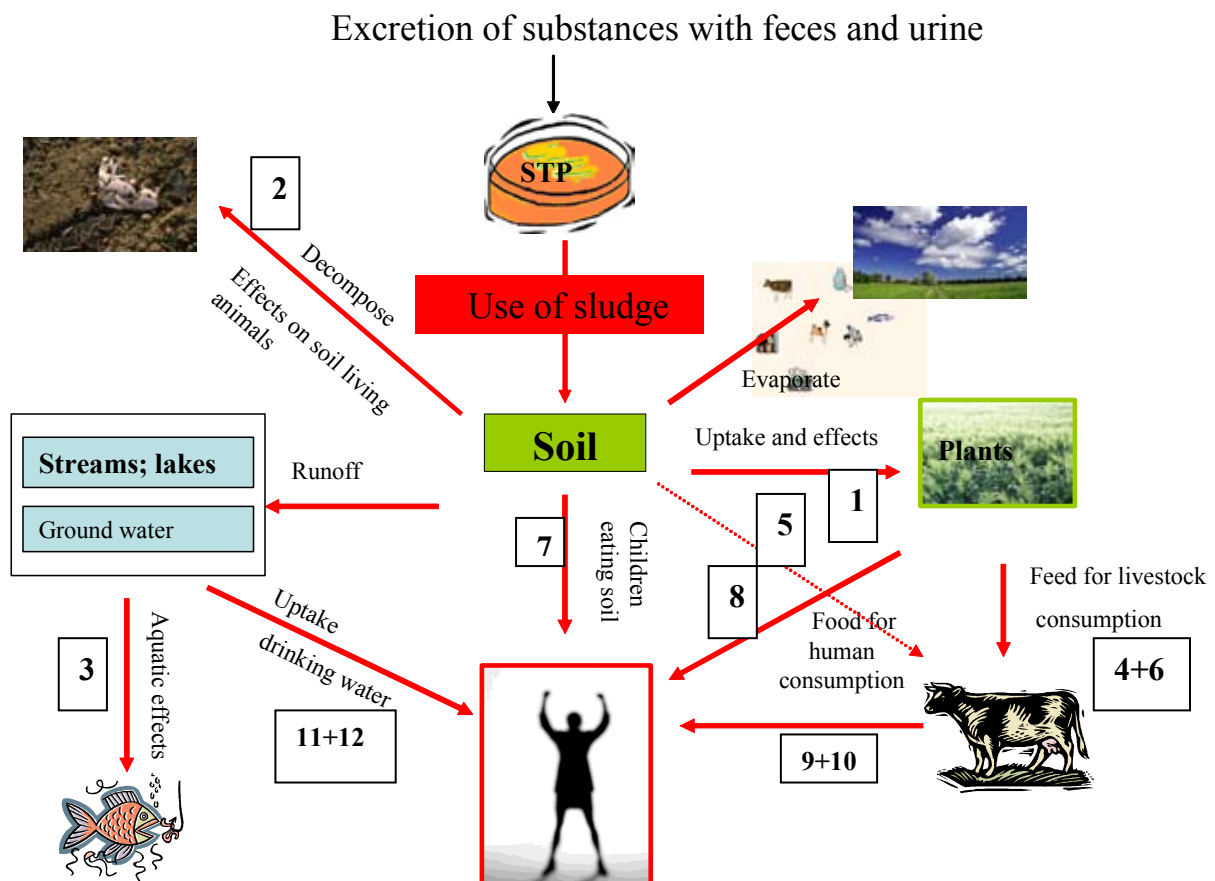 Excretion of substances with feces and urine
STP
2
Decompose
Effects on soil living
animals
Use of sludge
Evaporate
Soil
Uptake and effects
Plants
Streams; lakes
Ground water
Runoff
1
5
7
Children
eating soil
8
Feed for livestock
consumption
Food for
human
consumption
4+6
3
Aquatic effects
Uptake
drinking water
11+12
9+10